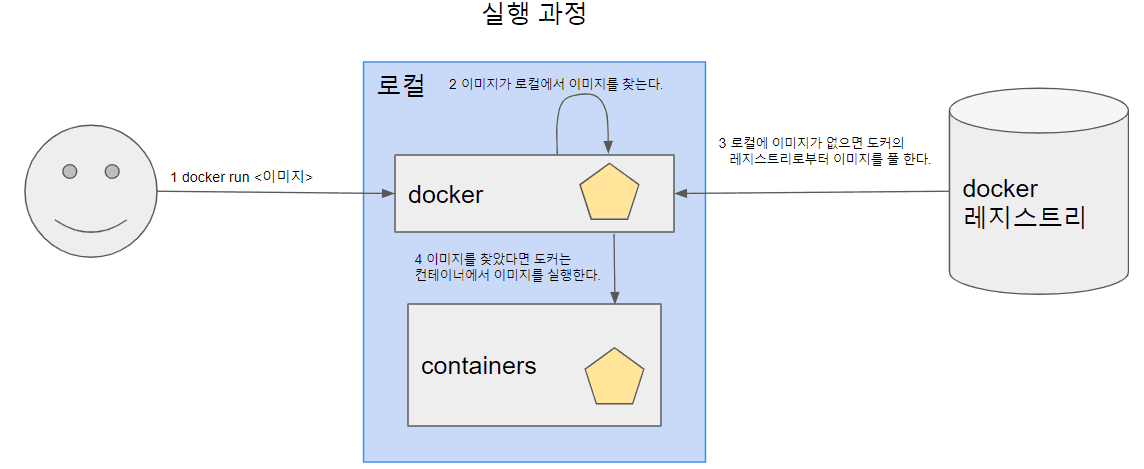 실행 과정
로컬
2 이미지가 로컬에서 이미지를 찾는다.
3 로컬에 이미지가 없으면 도커의
레지스트리로부터 이미지를 풀 한다.
1 docker run <이미지>
docker
docker
레지스트리
4 이미지를 찾았다면 도커는
컨테이너에서 이미지를 실행한다.
containers